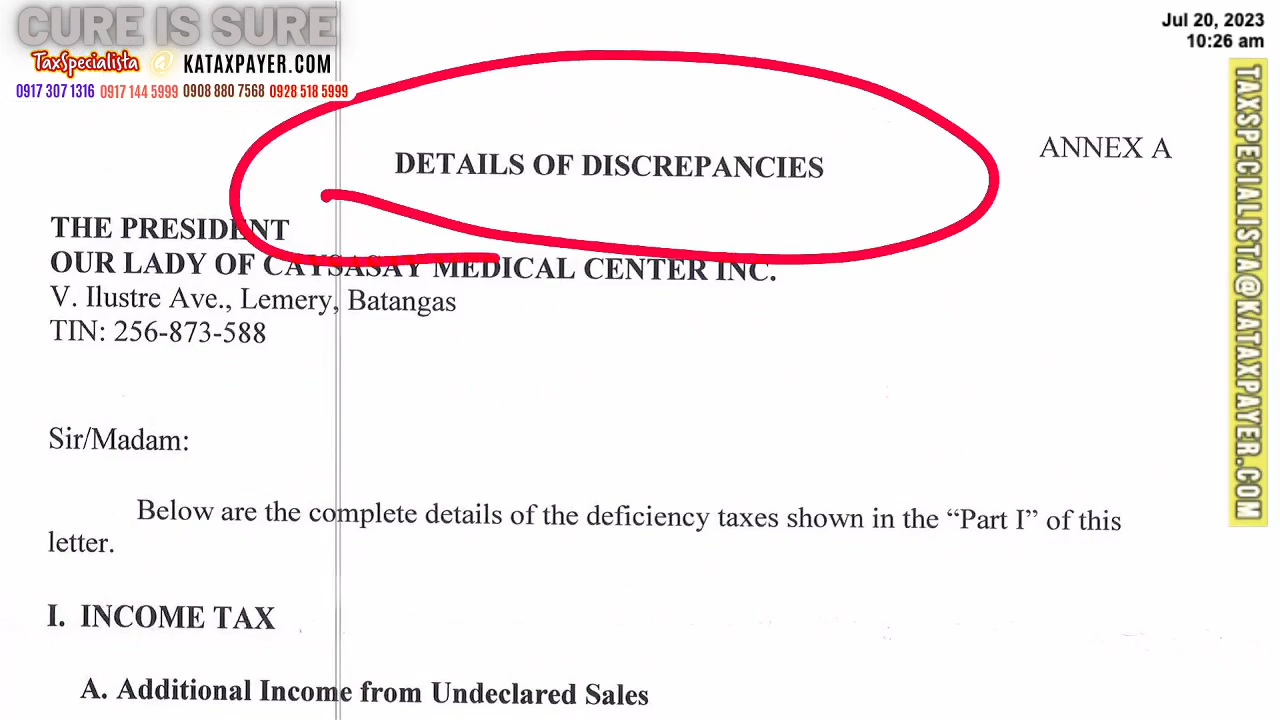 CURE IS SURE
TaxSpecialista @ KATAXPAYER.COM
0917 307 1316 0917 144 5999 0908 880 7568 0928 518 5999
Jul 20, 2023
10:26 am
TAXSPECIALISTA@KATAXPAYER.COM
ANNEX A
DETAILS OF DISCREPANCIES
THE PRESIDENT
OUR LADY OF CAYSASAY MEDICAL CENTER INC.
V. Ilustre Ave., Lemery, Batangas
TIN: 256-873-588
Sir/Madam:
Below are the complete details of the deficiency taxes shown in the “Part I” of this
letter.
I. INCOME TAX
A. Additional Income from Undeclared Sales